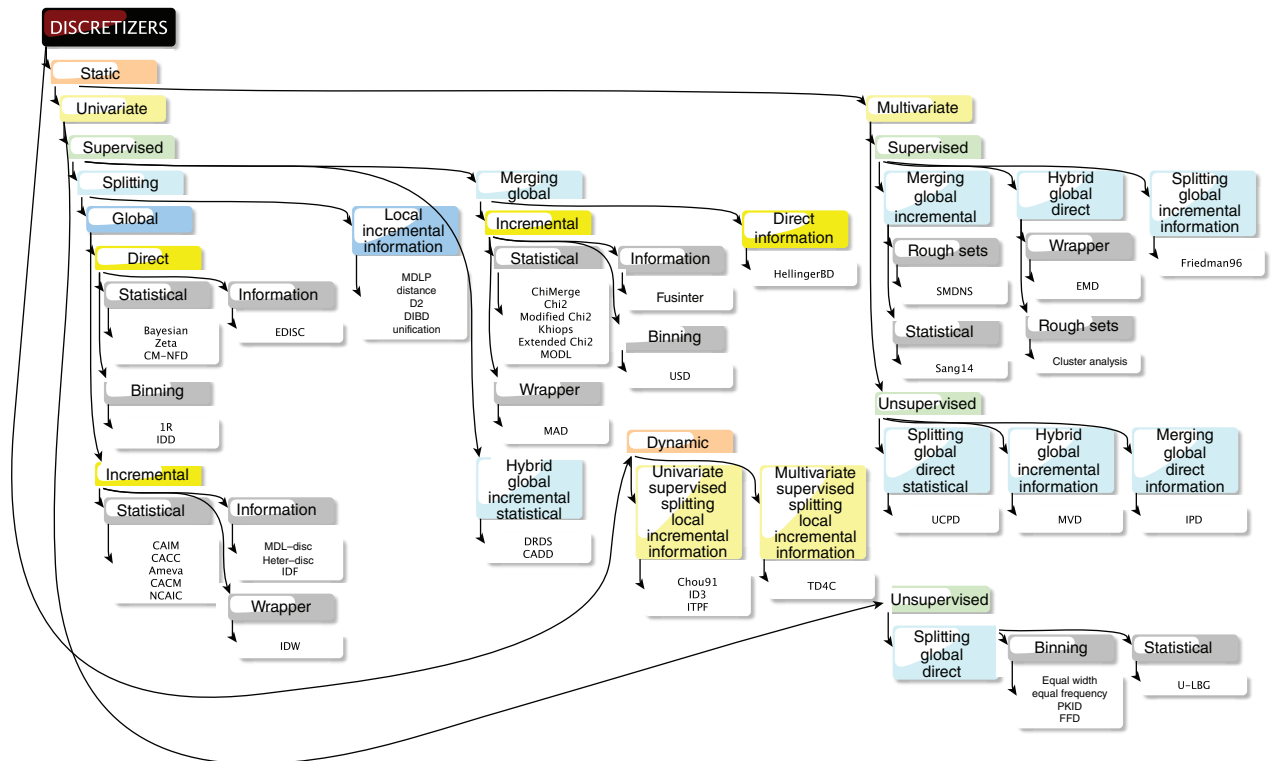 DISCRETIZERS
Static
Univariate
Supervised
Splitting
Global
Direct
Statistical
Bayesian
Zeta
CM-NFD
Information
EDISC
Binning
1R
IDD
Incremental
Statistical
CAIM
CACC
Ameva
CACM
NCAIC
Information
MDL-disc
Heter-disc
IDF
Wrapper
IDW
Local
incremental
information
MDLP
distance
D2
DIBD
unification
Merging
global
Incremental
Statistical
ChiMerge
Chi2
Modified Chi2
Khiops
Extended Chi2
MODL
Wrapper
MAD
Information
Fusinter
Binning
USD
Direct
information
HellingerBD
Hybrid
global
incremental
statistical
DRDS
CADD
Dynamic
Univariate
supervised
splitting
local
incremental
information
Chou91
ID3
ITPF
Multivariate
supervised
splitting
local
incremental
information
TD4C
Multivariate
Supervised
Merging
global
incremental
Rough sets
SMDNS
Statistical
Sang14
Hybrid
global
direct
Wrapper
EMD
Rough sets
Cluster analysis
Splitting
global
incremental
information
Friedman96
Unsupervised
Splitting
global
direct
statistical
UCPD
Hybrid
global
incremental
information
MVD
Merging
global
direct
information
IPD
Unsupervised
Splitting
global
direct
Binning
Equal width
equal frequency
PKID
FFD
Statistical
U-LBG